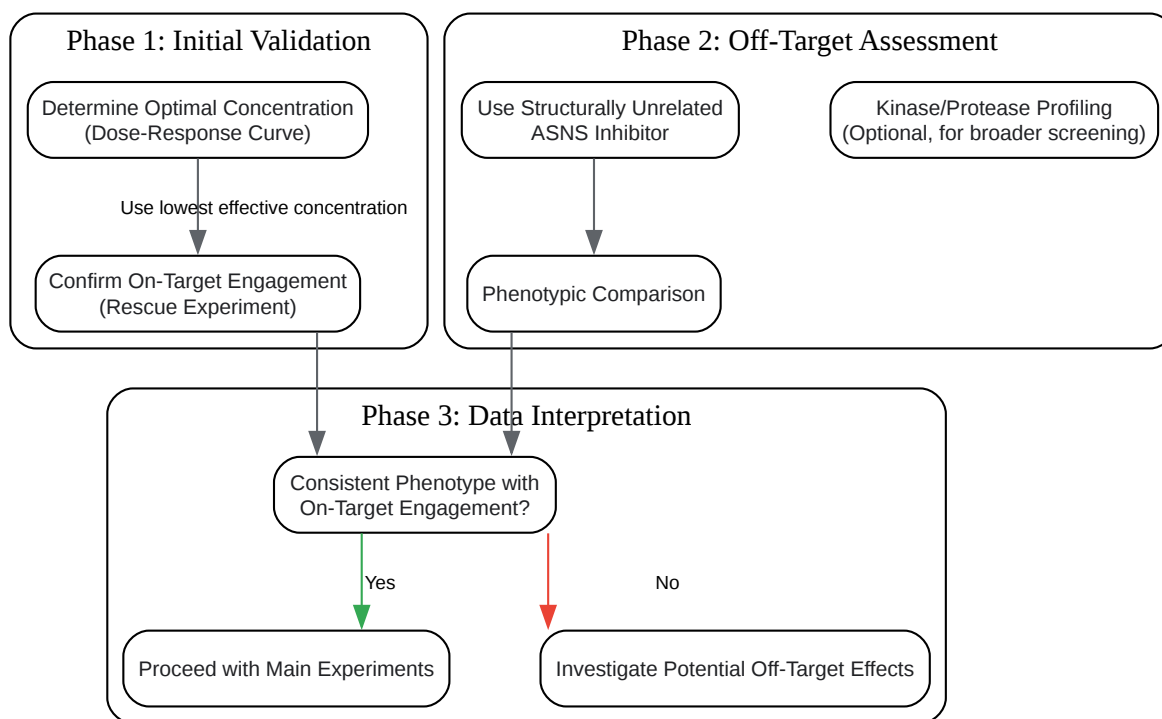 Phase 1: Initial Validation
Determine Optimal Concentration
(Dose-Response Curve)
Use lowest effective concentration
Confirm On-Target Engagement
(Rescue Experiment)
Phase 2: Off-Target Assessment
Use Structurally Unrelated
ASNS Inhibitor
Kinase/Protease Profiling
(Optional, for broader screening)
Phenotypic Comparison
Phase 3: Data Interpretation
Consistent Phenotype with
On-Target Engagement?
Yes
No
Proceed with Main Experiments
Investigate Potential Off-Target Effects